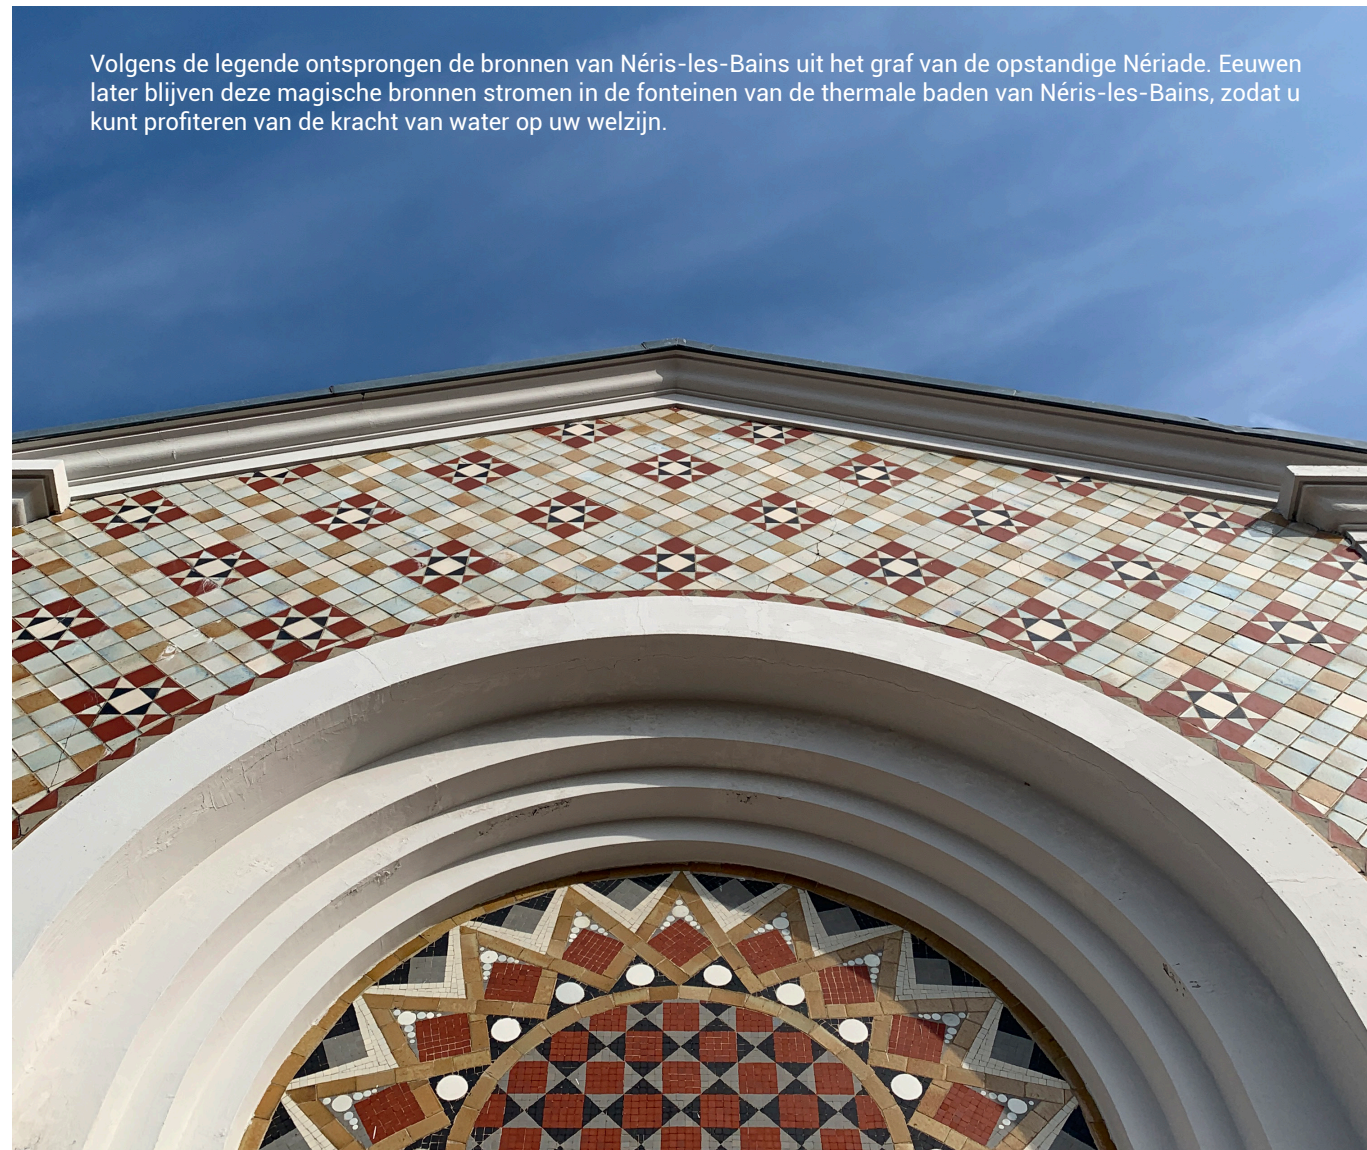 Volgens de legende ontsprongen de bronnen van Néris-les-Bains uit het graf van de opstandige Nériade. Eeuwen
later blijven deze magische bronnen stromen in de fonteinen van de thermale baden van Néris-les-Bains, zodat u
kunt profiteren van de kracht van water op uw welzijn.